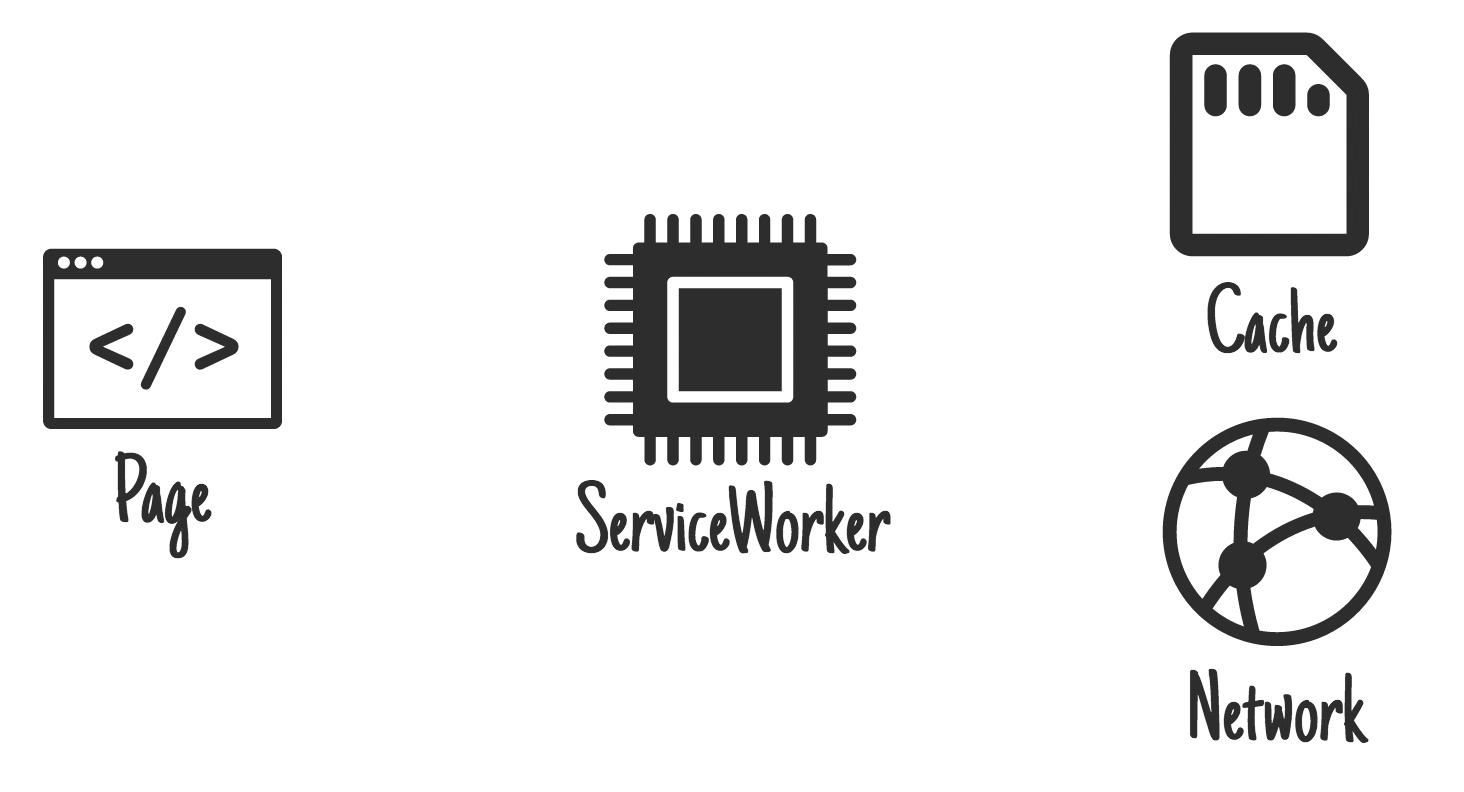 </>
Page
ServiceWorker
Cache
Network